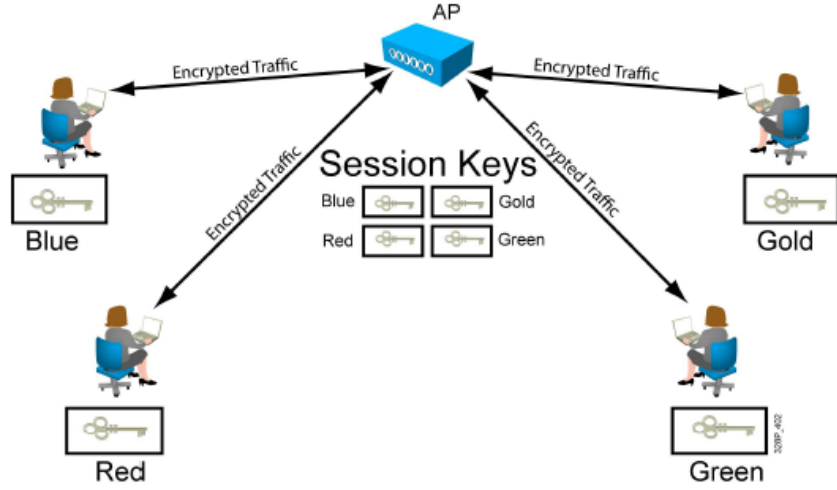 AP
Encrypted Traffic
Encrypted Traffic
Encrypted Traffic
Encrypted Traffic
Session Keys
Blue
Gold
Red
Green
Blue
Gold
Red
Green
328P_402